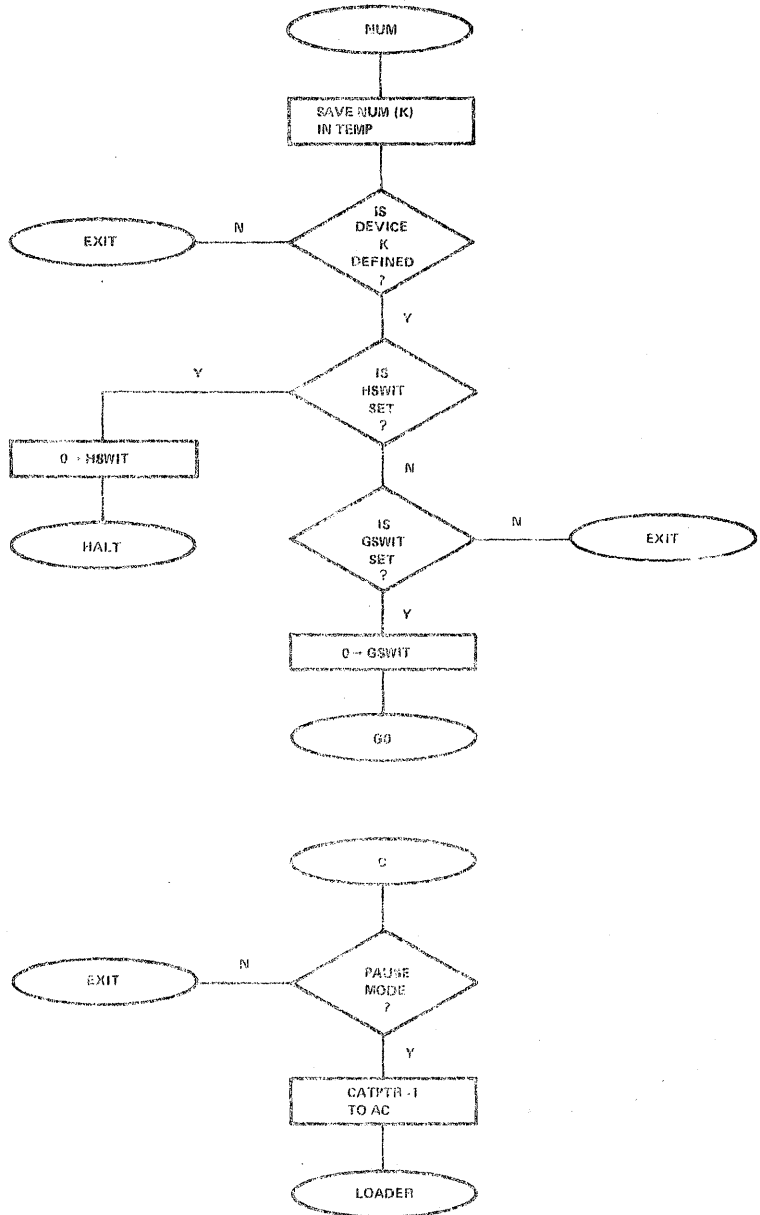 NUM
SAVE NUM (K)
IN TEMP
IS
DEVICE
K
DEFINED
?
N
EXIT
Y
IS
HSWIT
SET
?
Y
0 → HSWIT
HALT
N
IS
GSWIT
SET
?
N
EXIT
Y
0 → GSWIT
GO
C
PAUSE
MODE
?
N
EXIT
Y
CATPTR -1
TO AC
LOADER